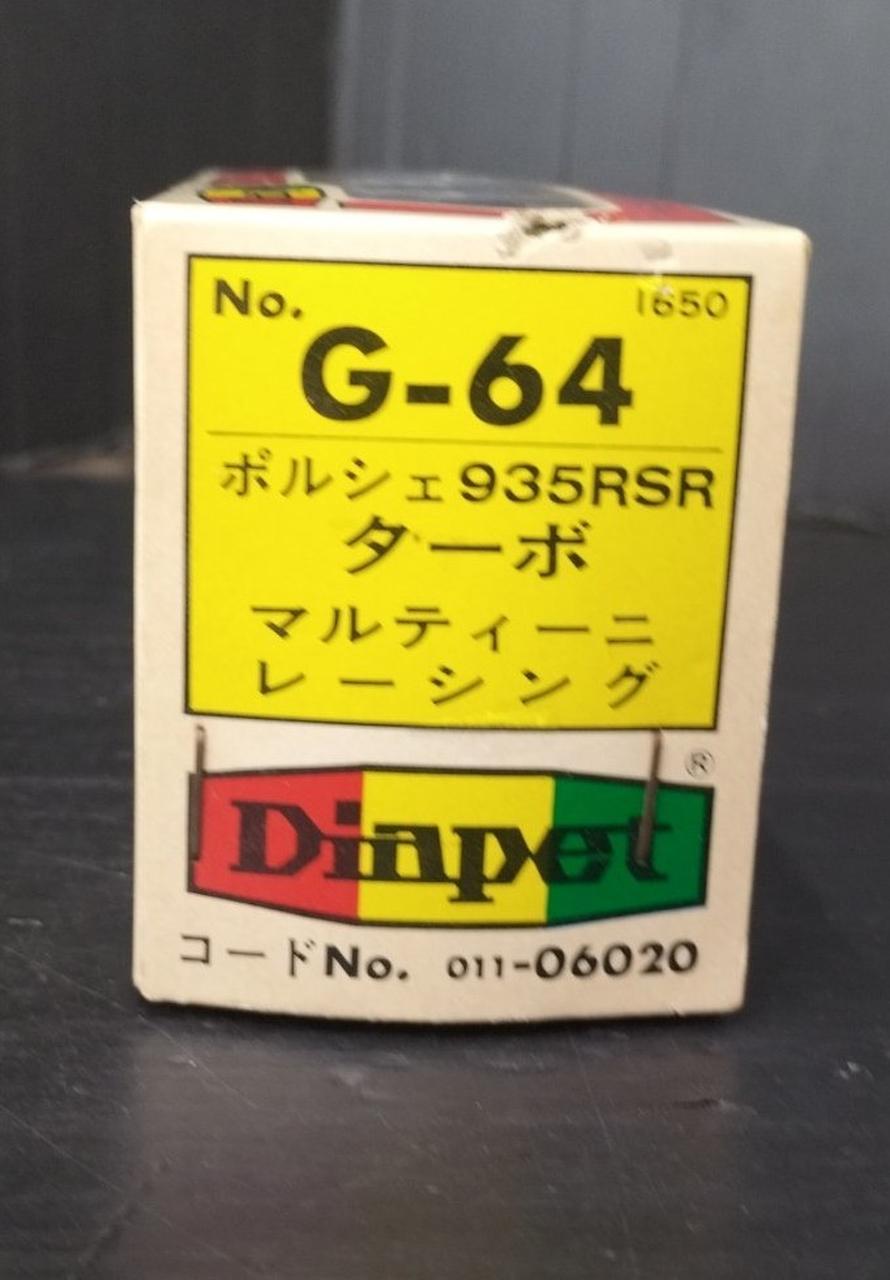 No. 1650
G-64
ポルシェ935RSR
ターボ
マルティーニ
レーシング
®
Diapet
コードNo. 011-06020